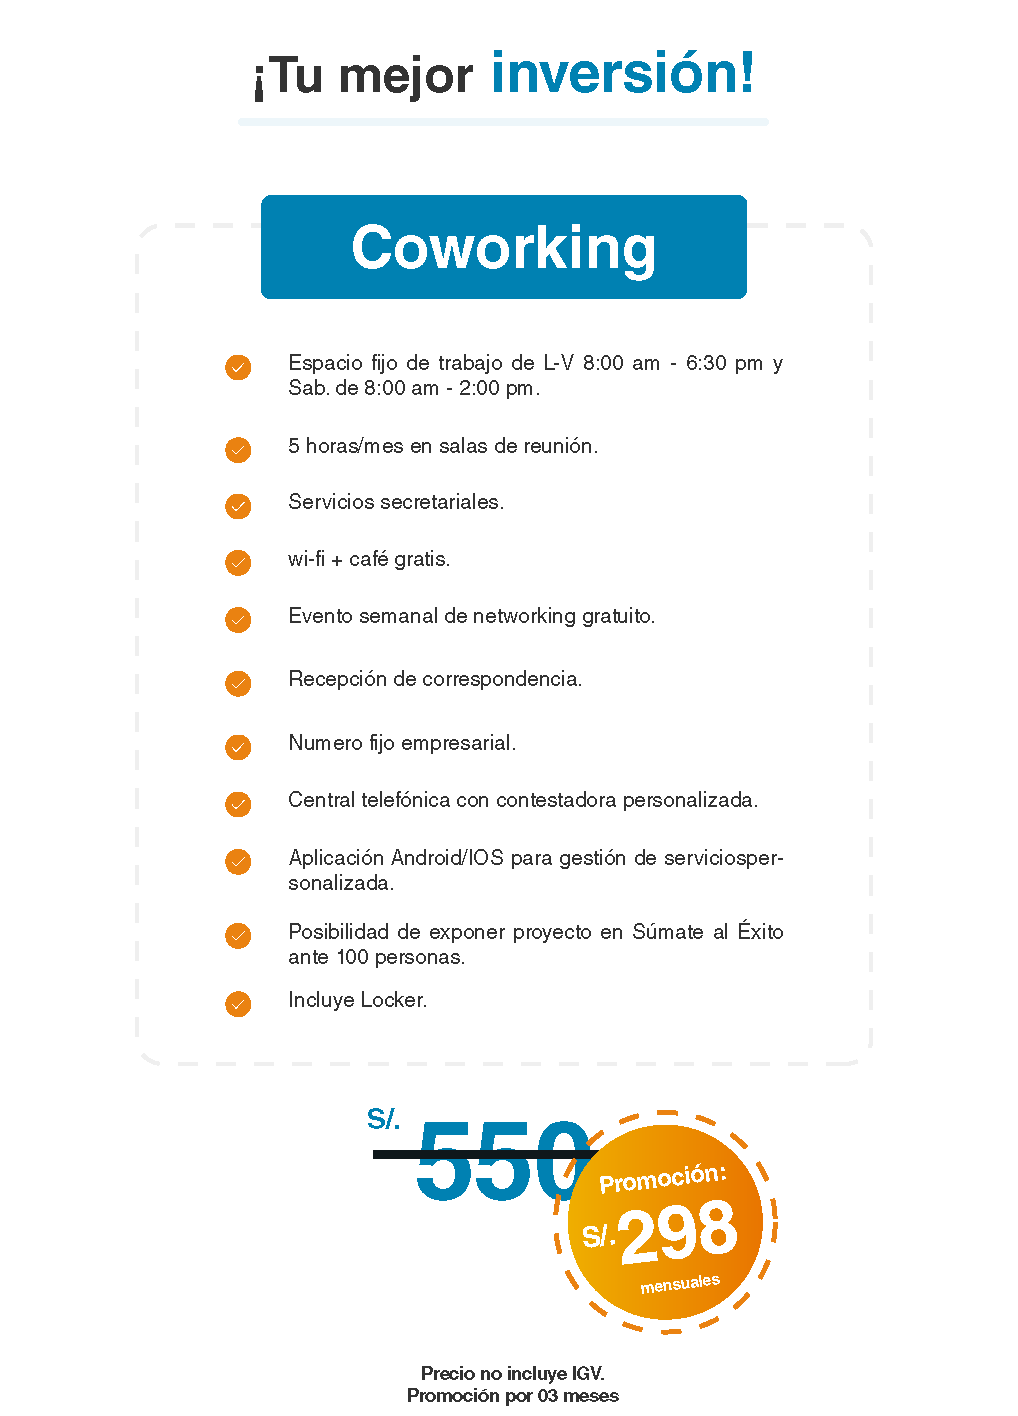 ¡Tu mejor inversión!
Coworking
Espacio fijo de trabajo de L-V 8:00 am - 6:30 pm y
Sab. de 8:00 am - 2:00 pm.
5 horas/mes en salas de reunión.
Servicios secretariales.
wi-fi + café gratis.
Evento semanal de networking gratuito.
Recepción de correspondencia.
Numero fijo empresarial.
Central telefónica con contestadora personalizada.
Aplicación Android/IOS para gestión de serviciosper-
sonalizada.
Posibilidad de exponer proyecto en Súmate al Éxito
ante 100 personas.
Incluye Locker.
S/. 550
Promoción:
S/.298
mensuales
Precio no incluye IGV.
Promoción por 03 meses